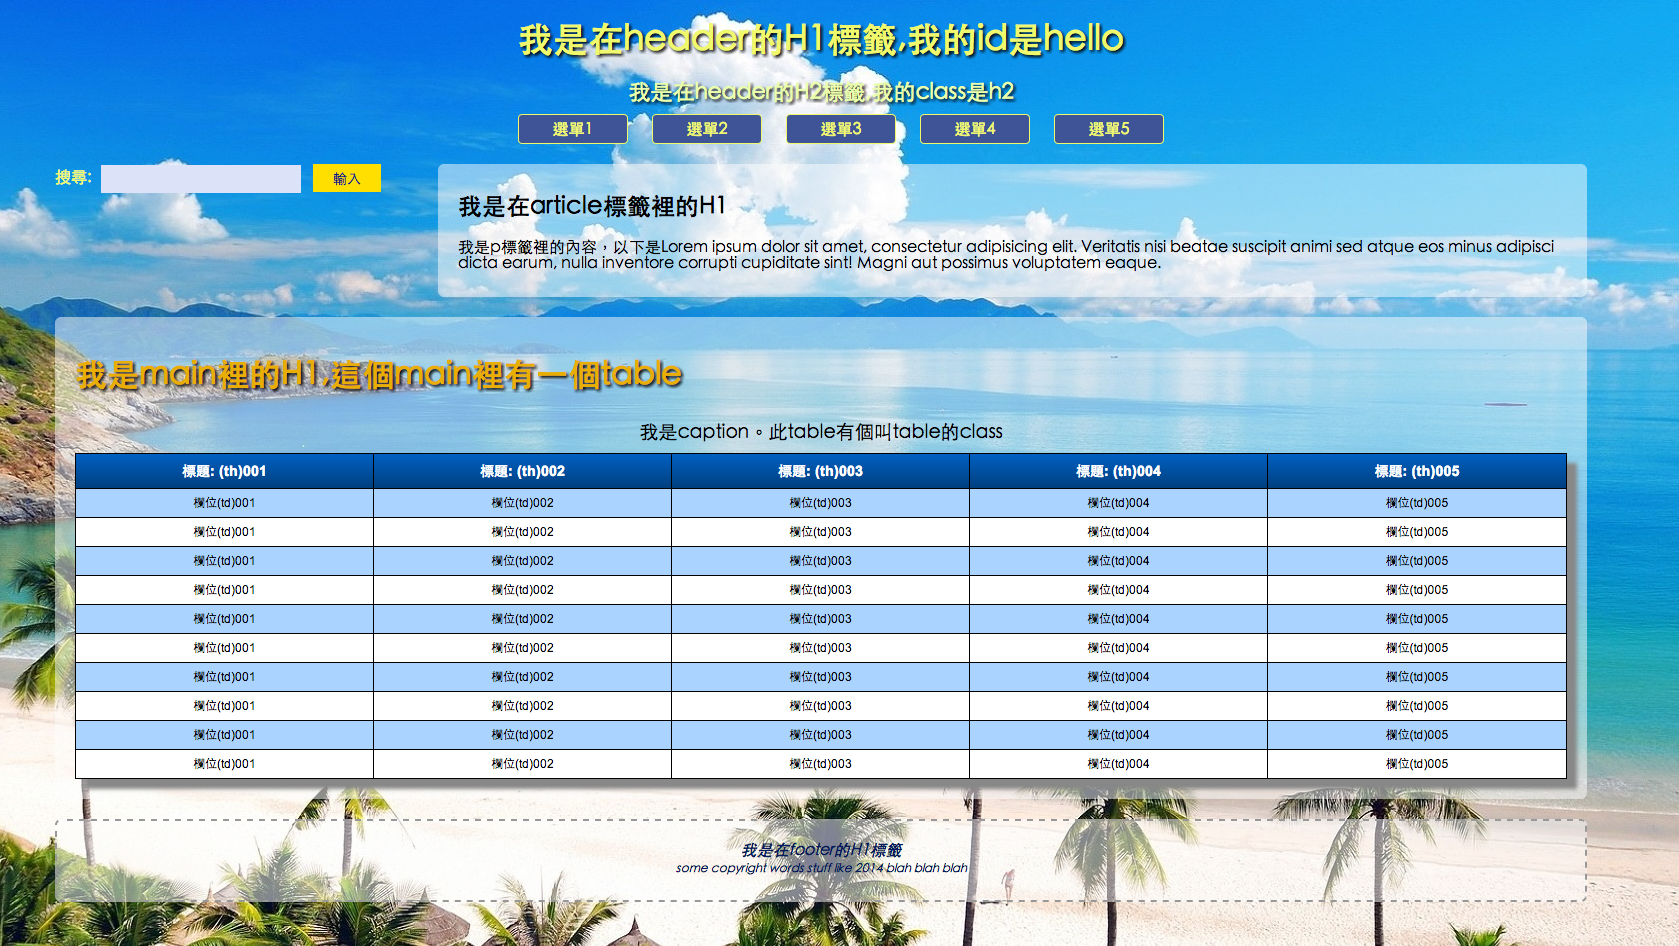 我是在header的H1標籤,我的id是hello
我是在header的H2標籤,我的class是h2
選單1 選單2 選單3 選單4 選單5
搜尋: 輸入
我是在article標籤裡的H1
我是p標籤裡的內容，以下是Lorem ipsum dolor sit amet, consectetur adipisicing elit. Veritatis nisi beatae suscipit animi sed atque eos minus adipisci
dicta earum, nulla inventore corrupti cupiditate sint! Magni aut possimus voluptatem eaque.
我是main裡的H1,這個main裡有一個table
我是caption。此table有個叫table的class
標題: (th)001 標題: (th)002 標題: (th)003 標題: (th)004 標題: (th)005
欄位(td)001 欄位(td)002 欄位(td)003 欄位(td)004 欄位(td)005
欄位(td)001 欄位(td)002 欄位(td)003 欄位(td)004 欄位(td)005
欄位(td)001 欄位(td)002 欄位(td)003 欄位(td)004 欄位(td)005
欄位(td)001 欄位(td)002 欄位(td)003 欄位(td)004 欄位(td)005
欄位(td)001 欄位(td)002 欄位(td)003 欄位(td)004 欄位(td)005
欄位(td)001 欄位(td)002 欄位(td)003 欄位(td)004 欄位(td)005
欄位(td)001 欄位(td)002 欄位(td)003 欄位(td)004 欄位(td)005
欄位(td)001 欄位(td)002 欄位(td)003 欄位(td)004 欄位(td)005
欄位(td)001 欄位(td)002 欄位(td)003 欄位(td)004 欄位(td)005
欄位(td)001 欄位(td)002 欄位(td)003 欄位(td)004 欄位(td)005
我是在footer的H1標籤
some copyright words stuff like 2014 blah blah blah